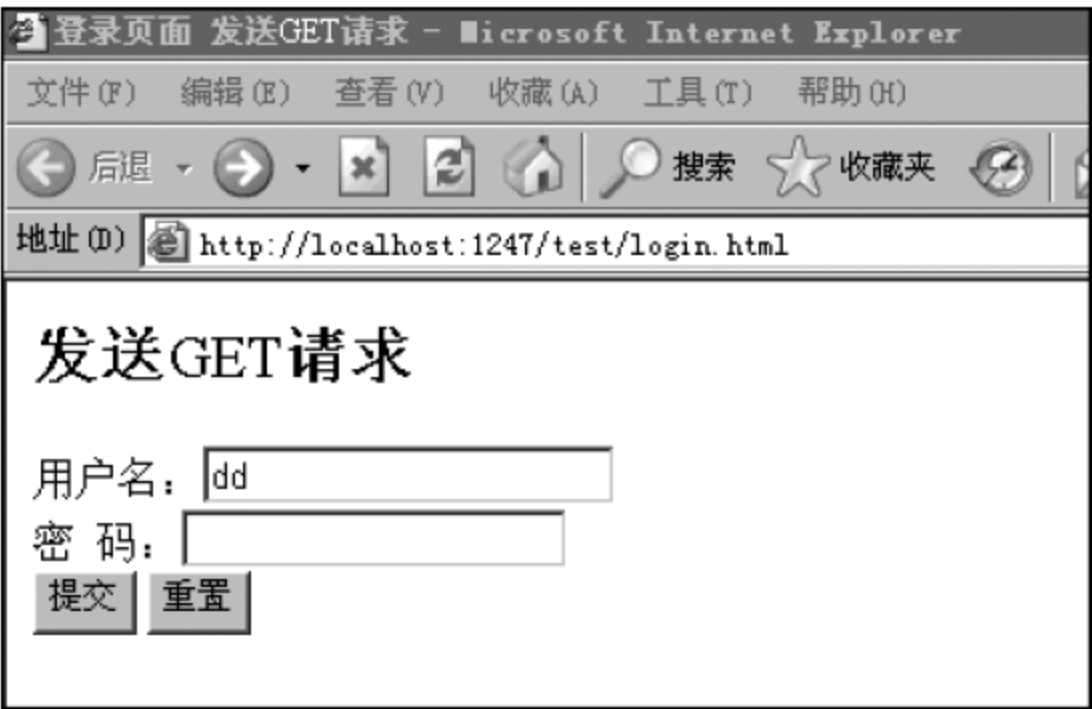 登录页面 发送GET请求 - Microsoft Internet Explorer
文件(F) 编辑(E) 查看(V) 收藏(A) 工具(T) 帮助(H)
后退 搜索 收藏夹
地址(D) http://localhost:1247/test/login.html
发送GET请求
用户名：dd
密 码：
提交 重置